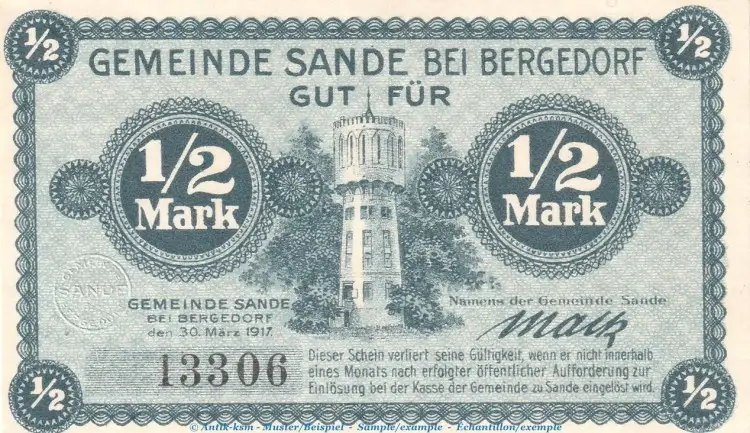 1/2 1/2
GEMEINDE SANDE BEI BERGEDORF
GUT FÜR
1/2 Mark
1/2 Mark
SANDE
GEMEINDE SANDE
BEI BERGEDORF
den 30. März 1917.
13306
Namens der Gemeinde Sande
Mack
Dieser Schein verliert seine Gültigkeit, wenn er nicht innerhalb
eines Monats nach erfolgter öffentlicher Aufforderung zur
Einlösung bei der Kasse der Gemeinde zu Sande eingelöst wird.
1/2 1/2
© Antik-ksm - Muster/Beispiel - Sample/example - Echantillon/exemple